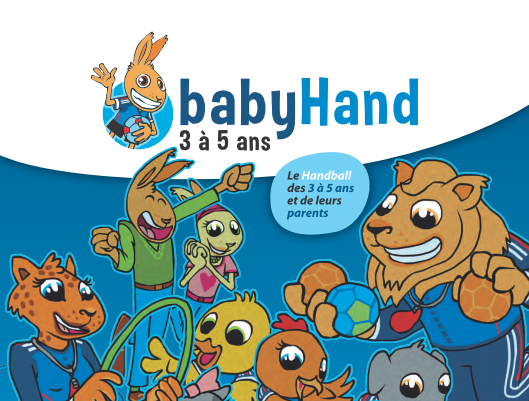 babyHand
3 à 5 ans
Le Handball
des 3 à 5 ans
et de leurs
parents